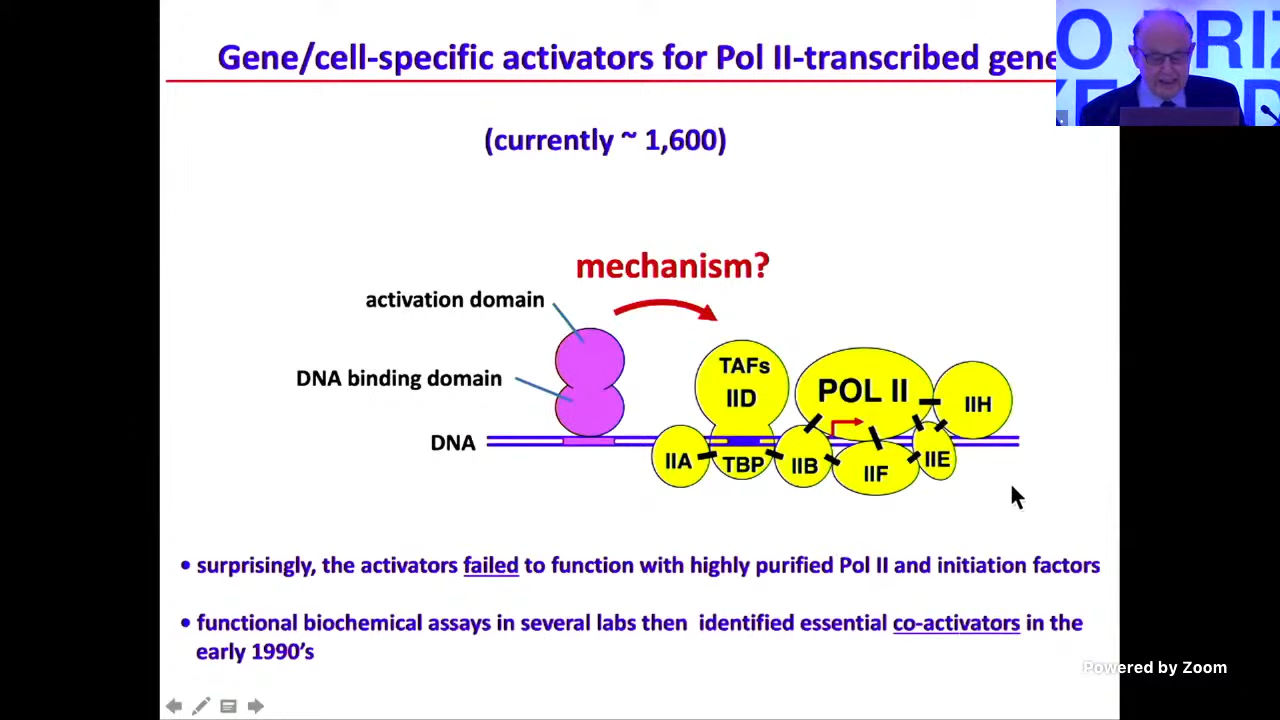 Gene/cell-specific activators for Pol II-transcribed gene
(currently ~ 1,600)
mechanism?
activation domain
DNA binding domain
DNA
TAFs
IID
POL II
IIH
IIA
TBP
IIB
IIF
IIE
• surprisingly, the activators failed to function with highly purified Pol II and initiation factors
• functional biochemical assays in several labs then identified essential co-activators in the
early 1990's
Powered by Zoom